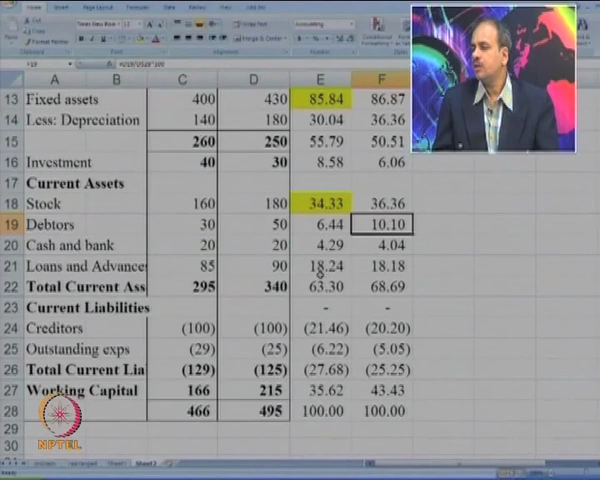 A B C D E F
13 Fixed assets 400 430 85.84 86.87
14 Less: Depreciation 140 180 30.04 36.36
15 260 250 55.79 50.51
16 Investment 40 30 8.58 6.06
17 Current Assets
18 Stock 160 180 34.33 36.36
19 Debtors 30 50 6.44 10.10
20 Cash and bank 20 20 4.29 4.04
21 Loans and Advance 85 90 18.24 18.18
22 Total Current Ass 295 340 63.30 68.69
23 Current Liabilities - -
24 Creditors (100) (100) (21.46) (20.20)
25 Outstanding exps (29) (25) (6.22) (5.05)
26 Total Current Lia (129) (125) (27.68) (25.25)
27 Working Capital 166 215 35.62 43.43
28 466 495 100.00 100.00
29
30
NPTEL